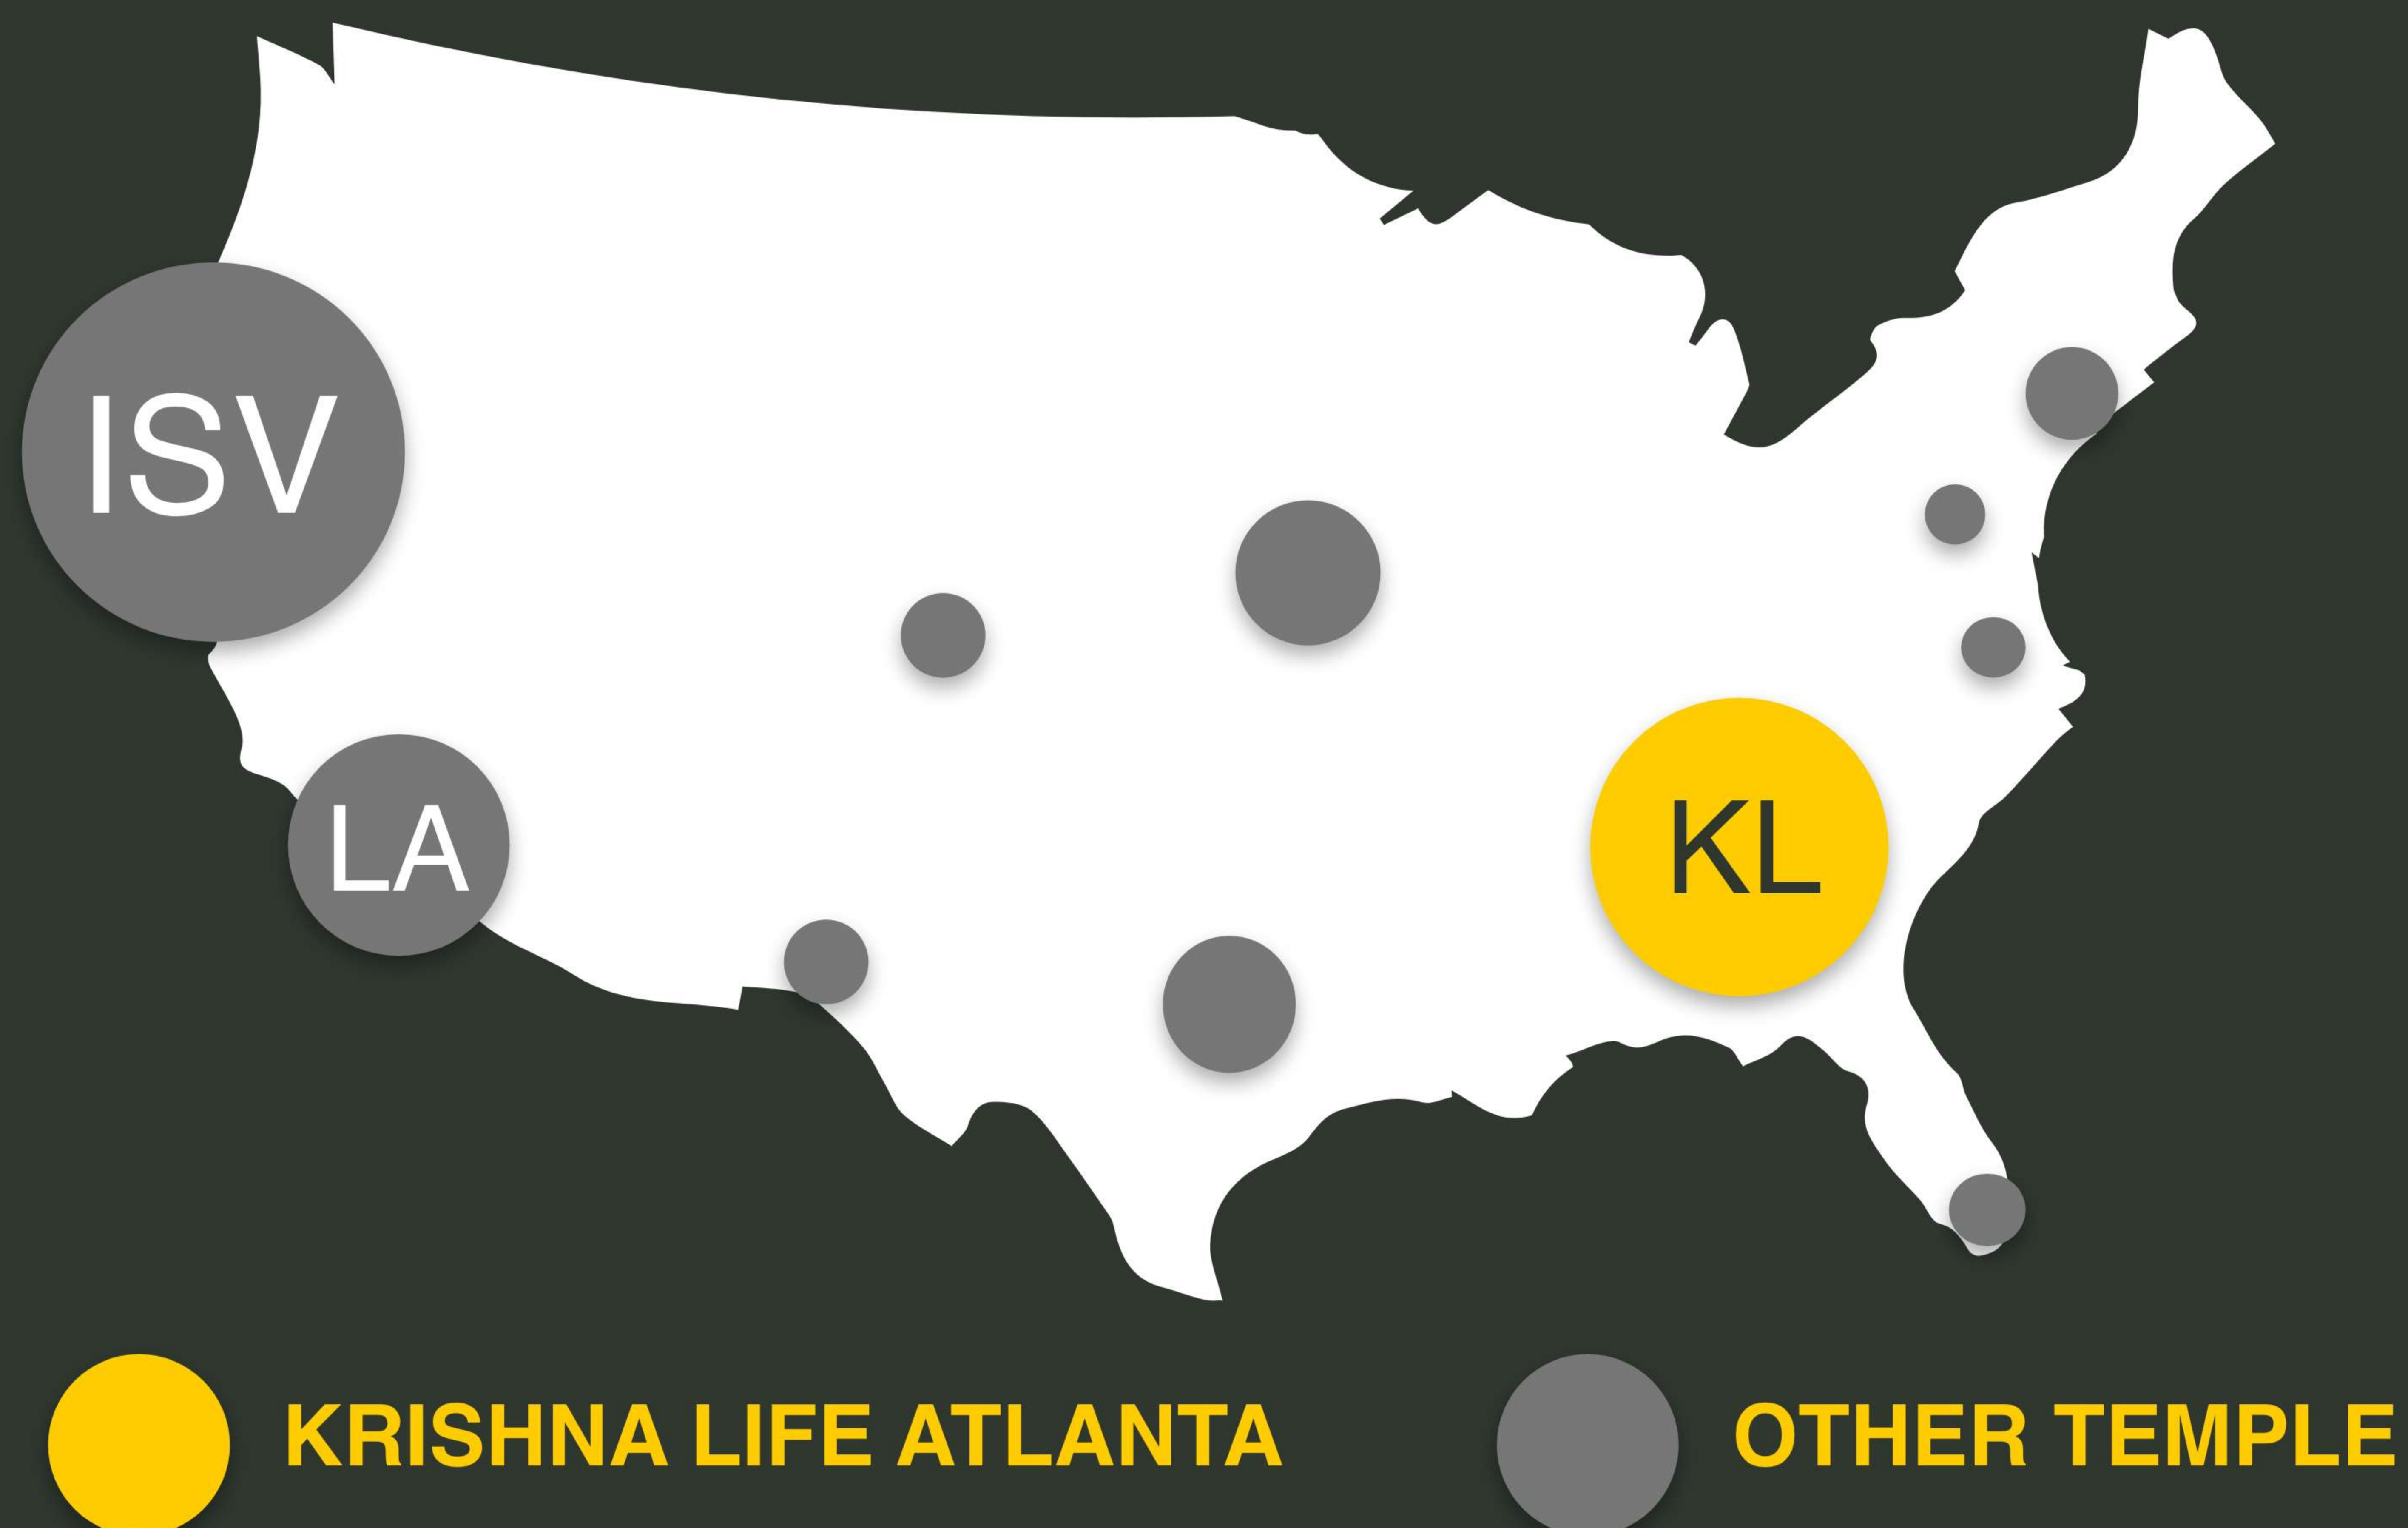 ISV
LA
KL
KRISHNA LIFE ATLANTA
OTHER TEMPLE